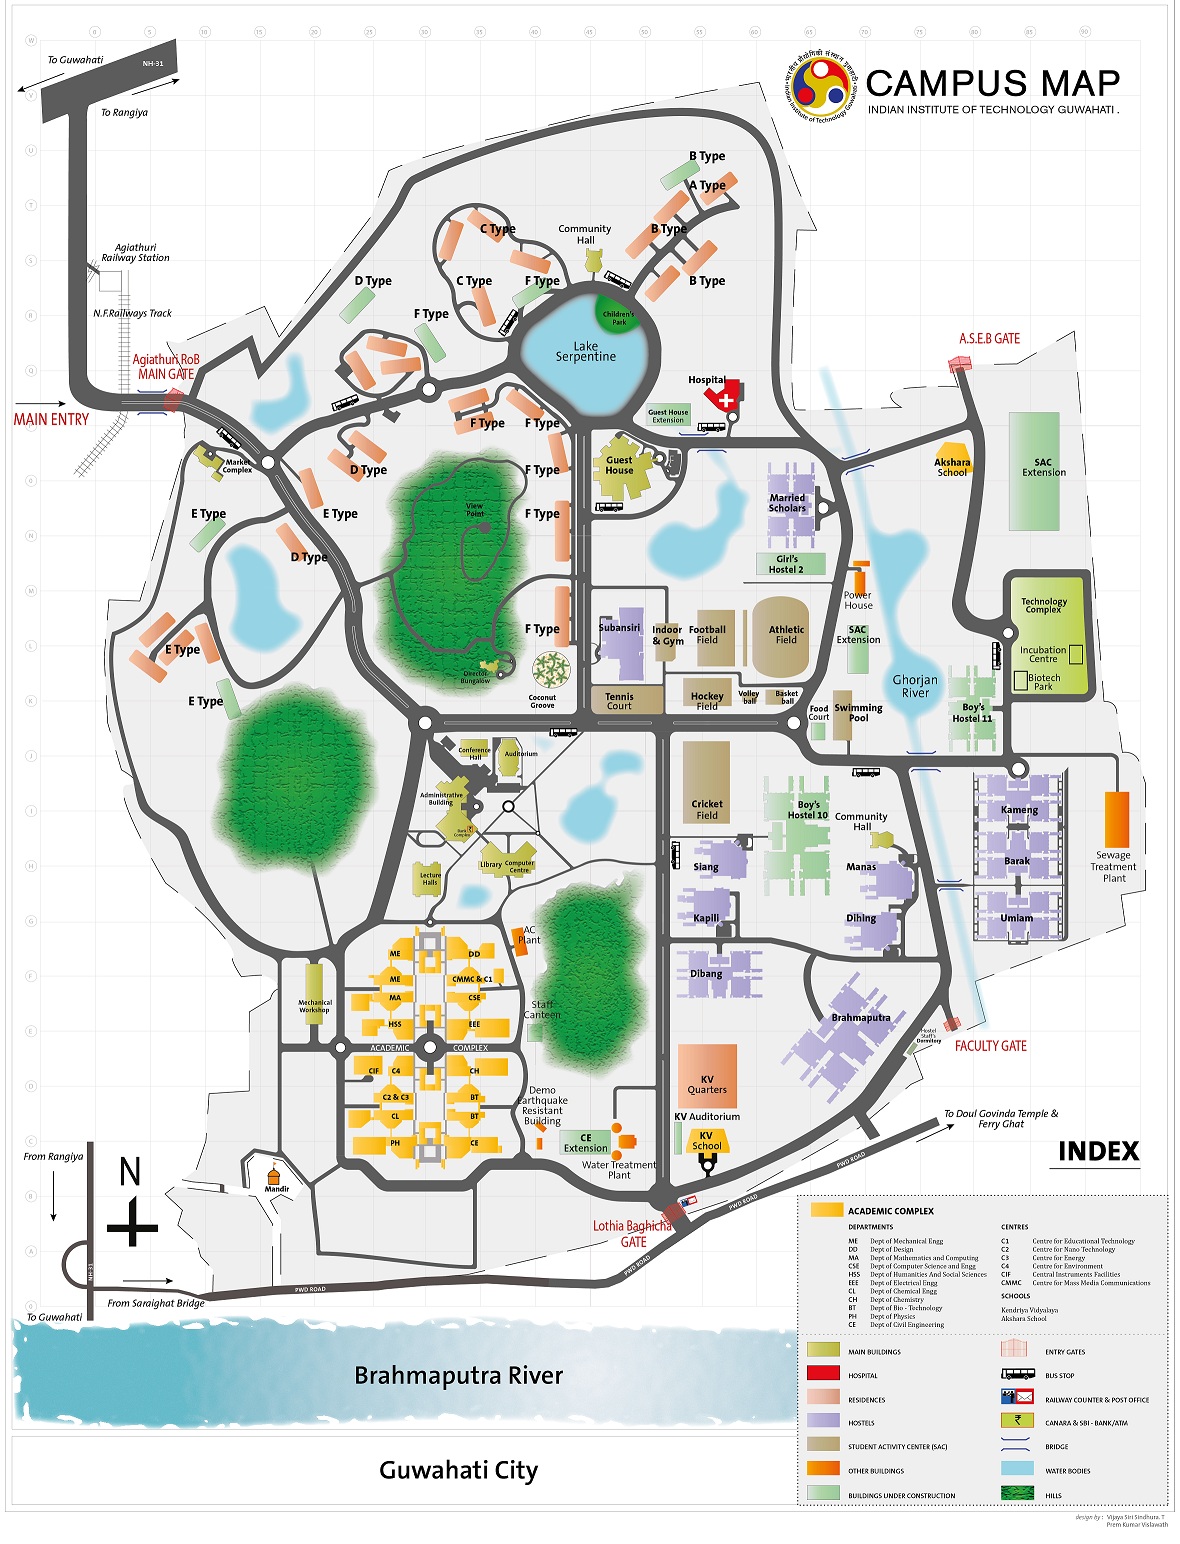 CAMPUS MAP
INDIAN INSTITUTE OF TECHNOLOGY GUWAHATI .
भारतीय प्रौद्योगिकी संस्थान गुवाहाटी
Indian Institute of Technology Guwahati
To Guwahati
NH-31
To Rangiya
Agiathuri
Railway Station
N.F.Railways Track
Agiathuri RoB
MAIN GATE
MAIN ENTRY
B Type
A Type
B Type
B Type
C Type
C Type
Community
Hall
F Type
D Type
F Type
Children's
Park
Lake
Serpentine
A.S.E.B GATE
Hospital
Guest House
Extension
F Type
F Type
Market
Complex
D Type
F Type
Guest
House
Akshara
School
SAC
Extension
Married
Scholars
E Type
E Type
View
Point
F Type
D Type
Girl's
Hostel 2
Power
House
Technology
Complex
Incubation
Centre
Biotech
Park
E Type
E Type
F Type
Subansiri
Indoor
& Gym
Football
Field
Athletic
Field
SAC
Extension
Director
Bungalow
Coconut
Groove
Tennis
Court
Hockey
Field
Volley
ball
Basket
ball
Food
Court
Swimming
Pool
Ghorjan
River
Boy's
Hostel 11
Conference
Hall
Auditorium
Administrative
Building
Bank
Complex
Cricket
Field
Boy's
Hostel 10
Community
Hall
Kameng
Barak
Umiam
Sewage
Treatment
Plant
Library
Computer
Centre
Lecture
Halls
Siang
Manas
Kapili
Dihing
AC
Plant
ME
DD
ME
CMMC & C1
MA
CSE
HSS
EEE
ACADEMIC
COMPLEX
CIF
C4
CH
C2 & C3
BT
CL
BT
PH
CE
Mechanical
Workshop
Staff
Canteen
Dibang
Brahmaputra
Hostel
Staff's
Dormitory
FACULTY GATE
KV
Quarters
Demo
Earthquake
Resistant
Building
KV Auditorium
CE
Extension
KV
School
Water Treatment
Plant
To Doul Govinda Temple &
Ferry Ghat
PWD ROAD
PWD ROAD
PWD ROAD
PWD ROAD
Lothia Baghicha
GATE
From Rangiya
N
Mandir
NH-31
From Saraighat Bridge
To Guwahati
Brahmaputra River
Guwahati City
INDEX
ACADEMIC COMPLEX
DEPARTMENTS
ME Dept of Mechanical Engg
DD Dept of Design
MA Dept of Mathematics and Computing
CSE Dept of Computer Science and Engg
HSS Dept of Humanities And Social Sciences
EEE Dept of Electrical Engg
CL Dept of Chemical Engg
CH Dept of Chemistry
BT Dept of Bio - Technology
PH Dept of Physics
CE Dept of Civil Engineering
CENTRES
C1 Centre for Educational Technology
C2 Centre for Nano Technology
C3 Centre for Energy
C4 Centre for Environment
CIF Central Instruments Facilities
CMMC Centre for Mass Media Communications
SCHOOLS
Kendriya Vidyalaya
Akshara School
MAIN BUILDINGS
HOSPITAL
RESIDENCES
HOSTELS
STUDENT ACTIVITY CENTER (SAC)
OTHER BUILDINGS
BUILDINGS UNDER CONSTRUCTION
ENTRY GATES
BUS STOP
RAILWAY COUNTER & POST OFFICE
₹
CANARA & SBI - BANK/ATM
BRIDGE
WATER BODIES
HILLS
design by : Vijaya Siri Sindhura. T
Prem Kumar Vislawath